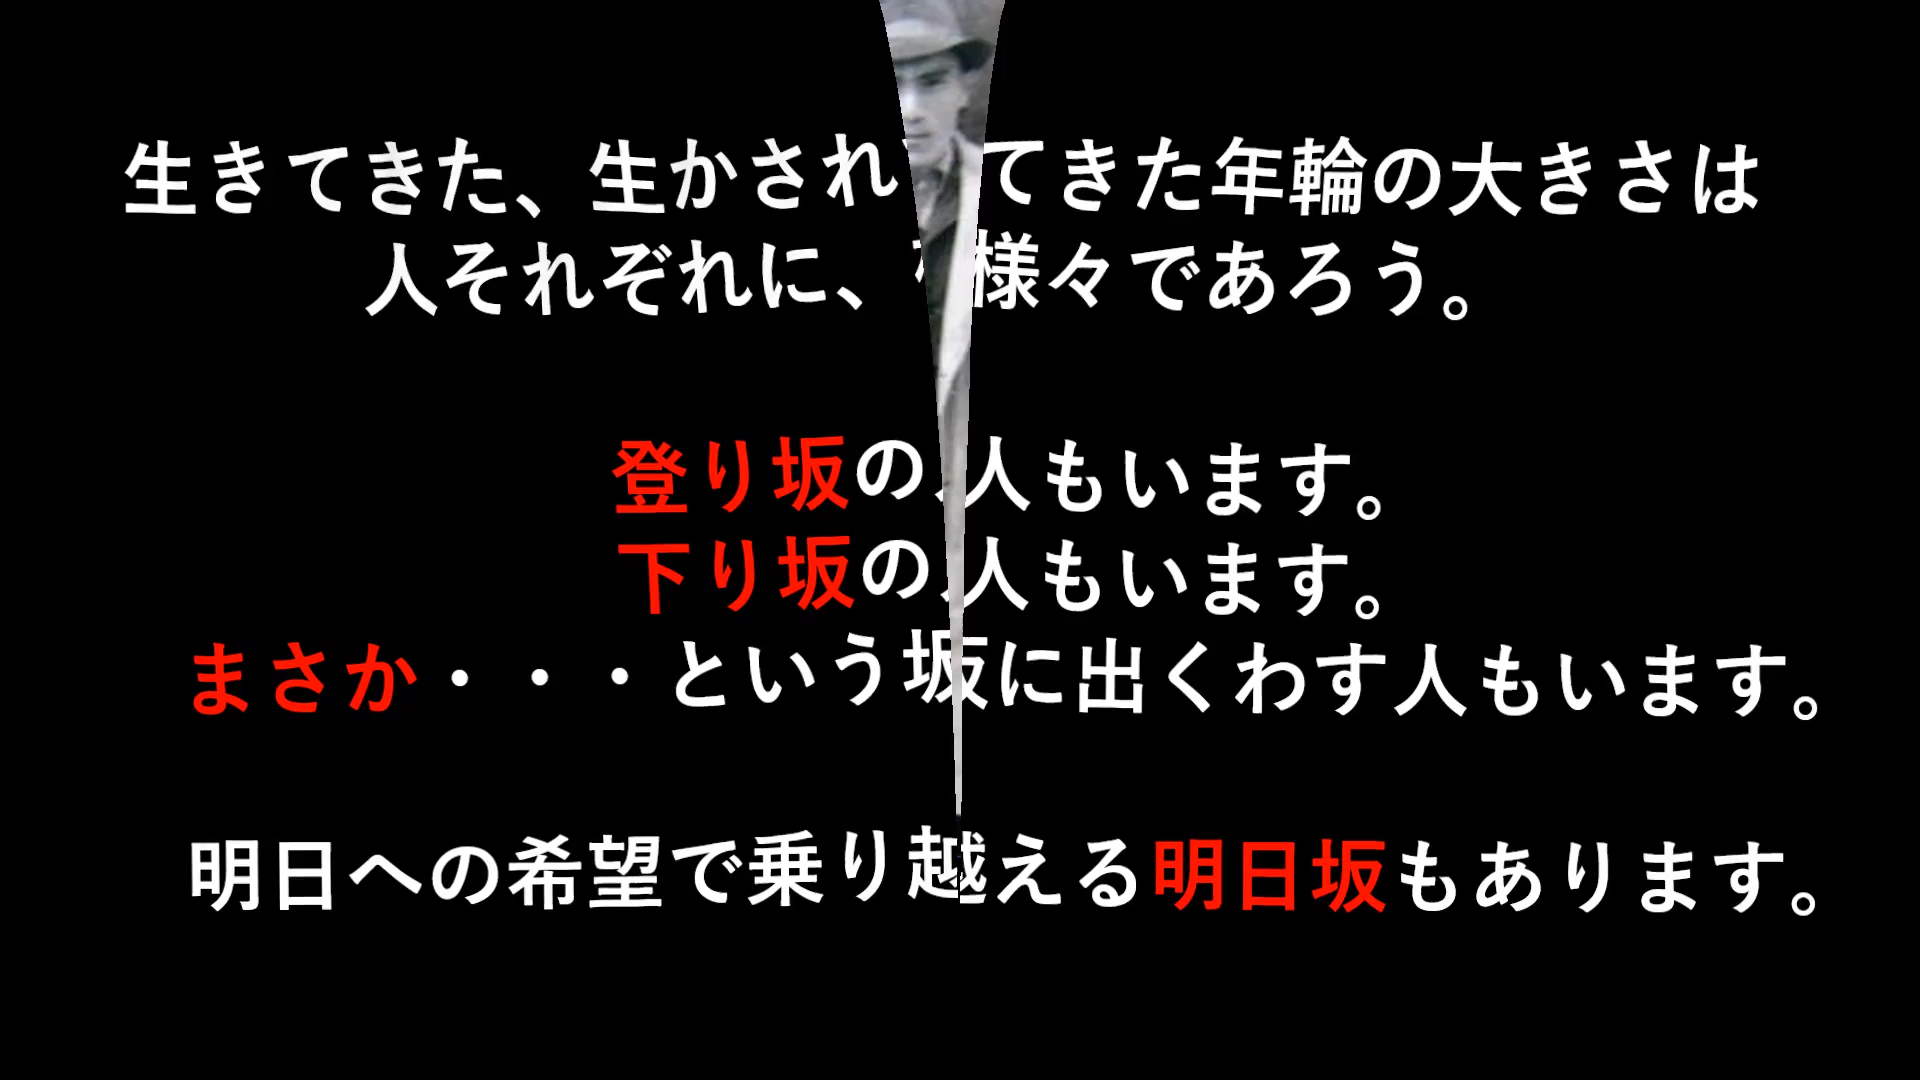 生きてきた、生かされてきた年輪の大きさは
人それぞれに、様々であろう。
登り坂の人もいます。
下り坂の人もいます。
まさか・・・という坂に出くわす人もいます。
明日への希望で乗り越える明日坂もあります。